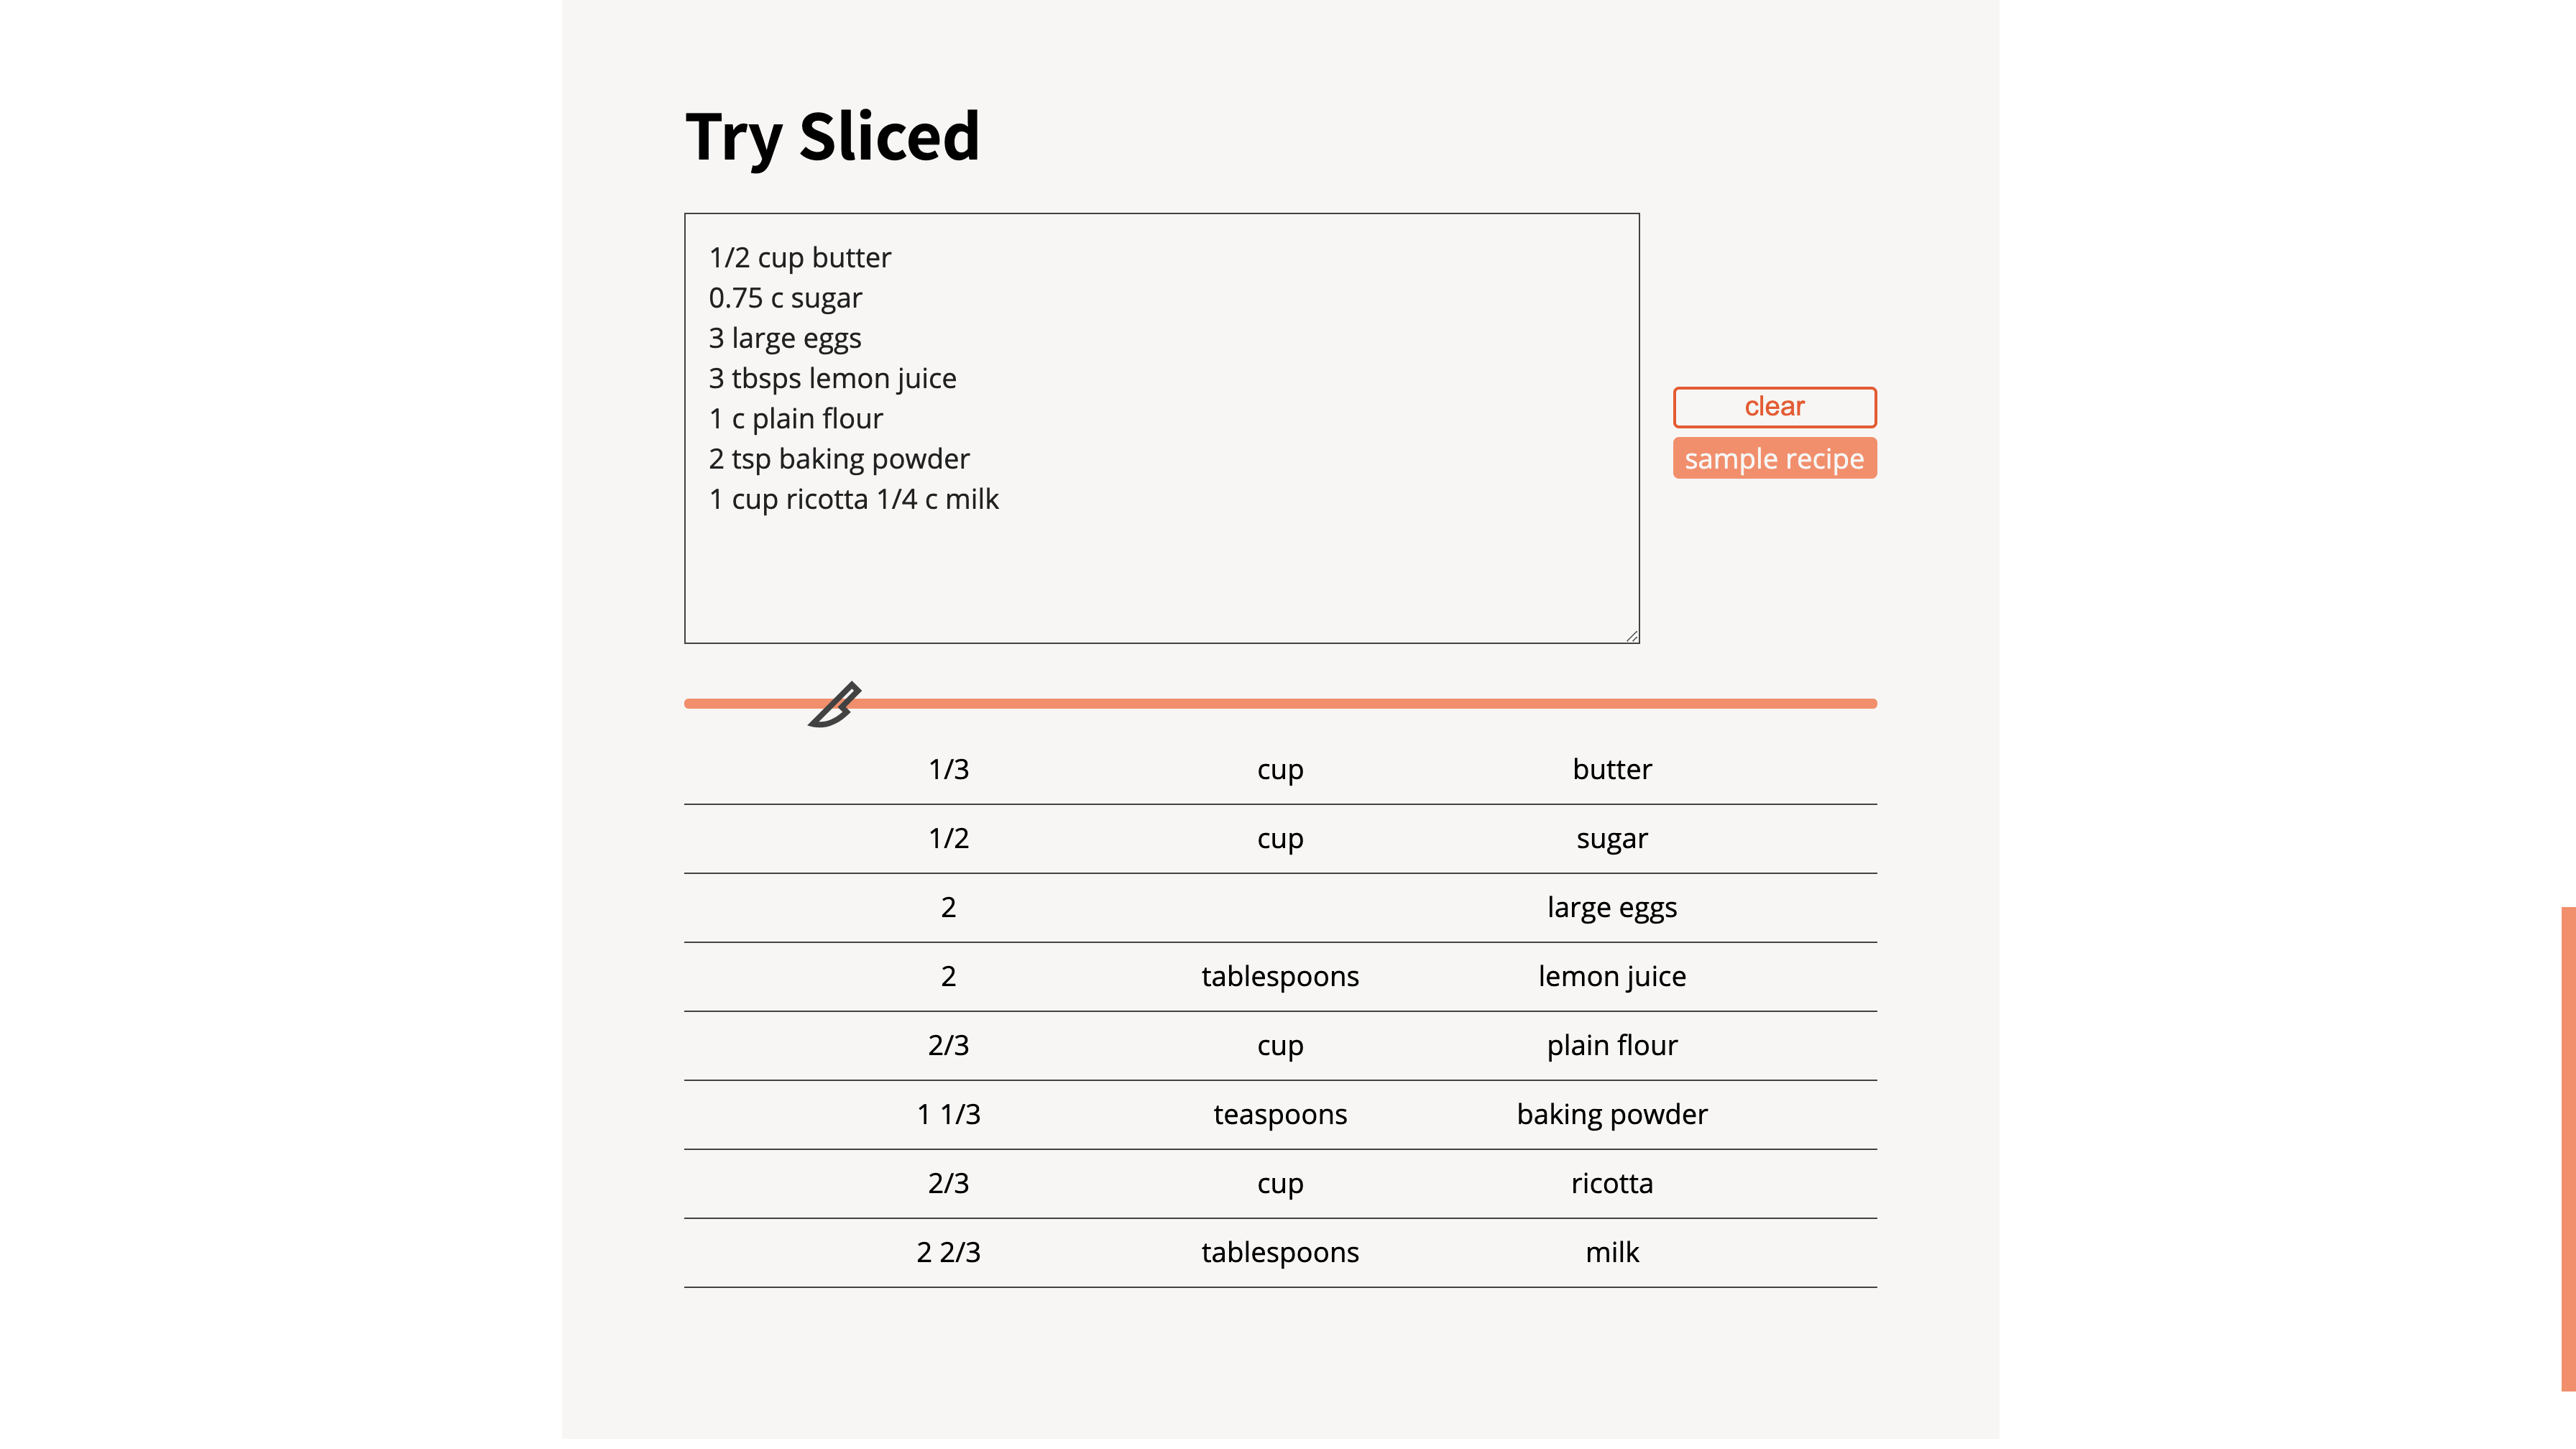 Try Sliced
1/2 cup butter
0.75 c sugar
3 large eggs
3 tbsps lemon juice
1 c plain flour
2 tsp baking powder
1 cup ricotta 1/4 c milk
clear
sample recipe
1/3 cup butter
1/2 cup sugar
2 large eggs
2 tablespoons lemon juice
2/3 cup plain flour
1 1/3 teaspoons baking powder
2/3 cup ricotta
2 2/3 tablespoons milk